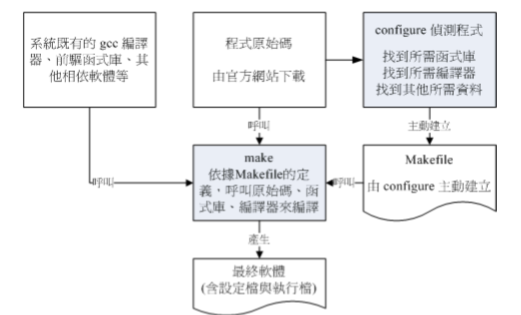 系統既有的 gcc 編譯
器、前驅函式庫、其
他相依軟體等
程式原始碼
由官方網站下載
configure 偵測程式
找到所需函式庫
找到所需編譯器
找到其他所需資料
呼叫
主動建立
make
依據Makefile的定
義，呼叫原始碼、函
式庫、編譯器來編譯
Makefile
由 configure 主動建立
呼叫
呼叫
產生
最終軟體
(含設定檔與執行檔)